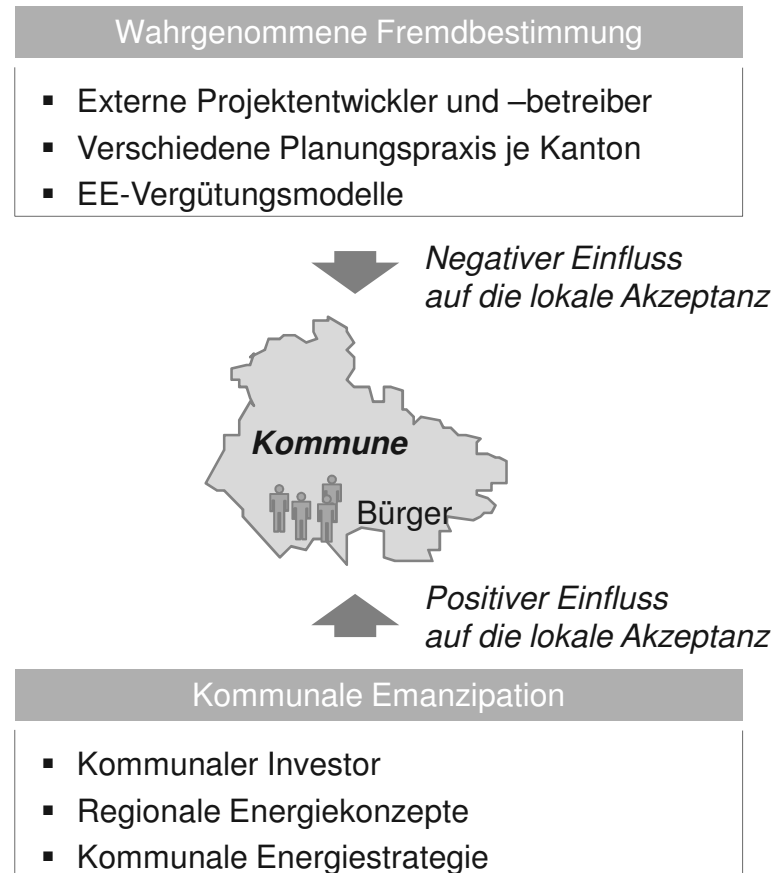 Wahrgenommene Fremdbestimmung
▪ Externe Projektentwickler und –betreiber
▪ Verschiedene Planungspraxis je Kanton
▪ EE-Vergütungsmodelle
Negativer Einfluss
auf die lokale Akzeptanz
Kommune
Bürger
Positiver Einfluss
auf die lokale Akzeptanz
Kommunale Emanzipation
▪ Kommunaler Investor
▪ Regionale Energiekonzepte
▪ Kommunale Energiestrategie